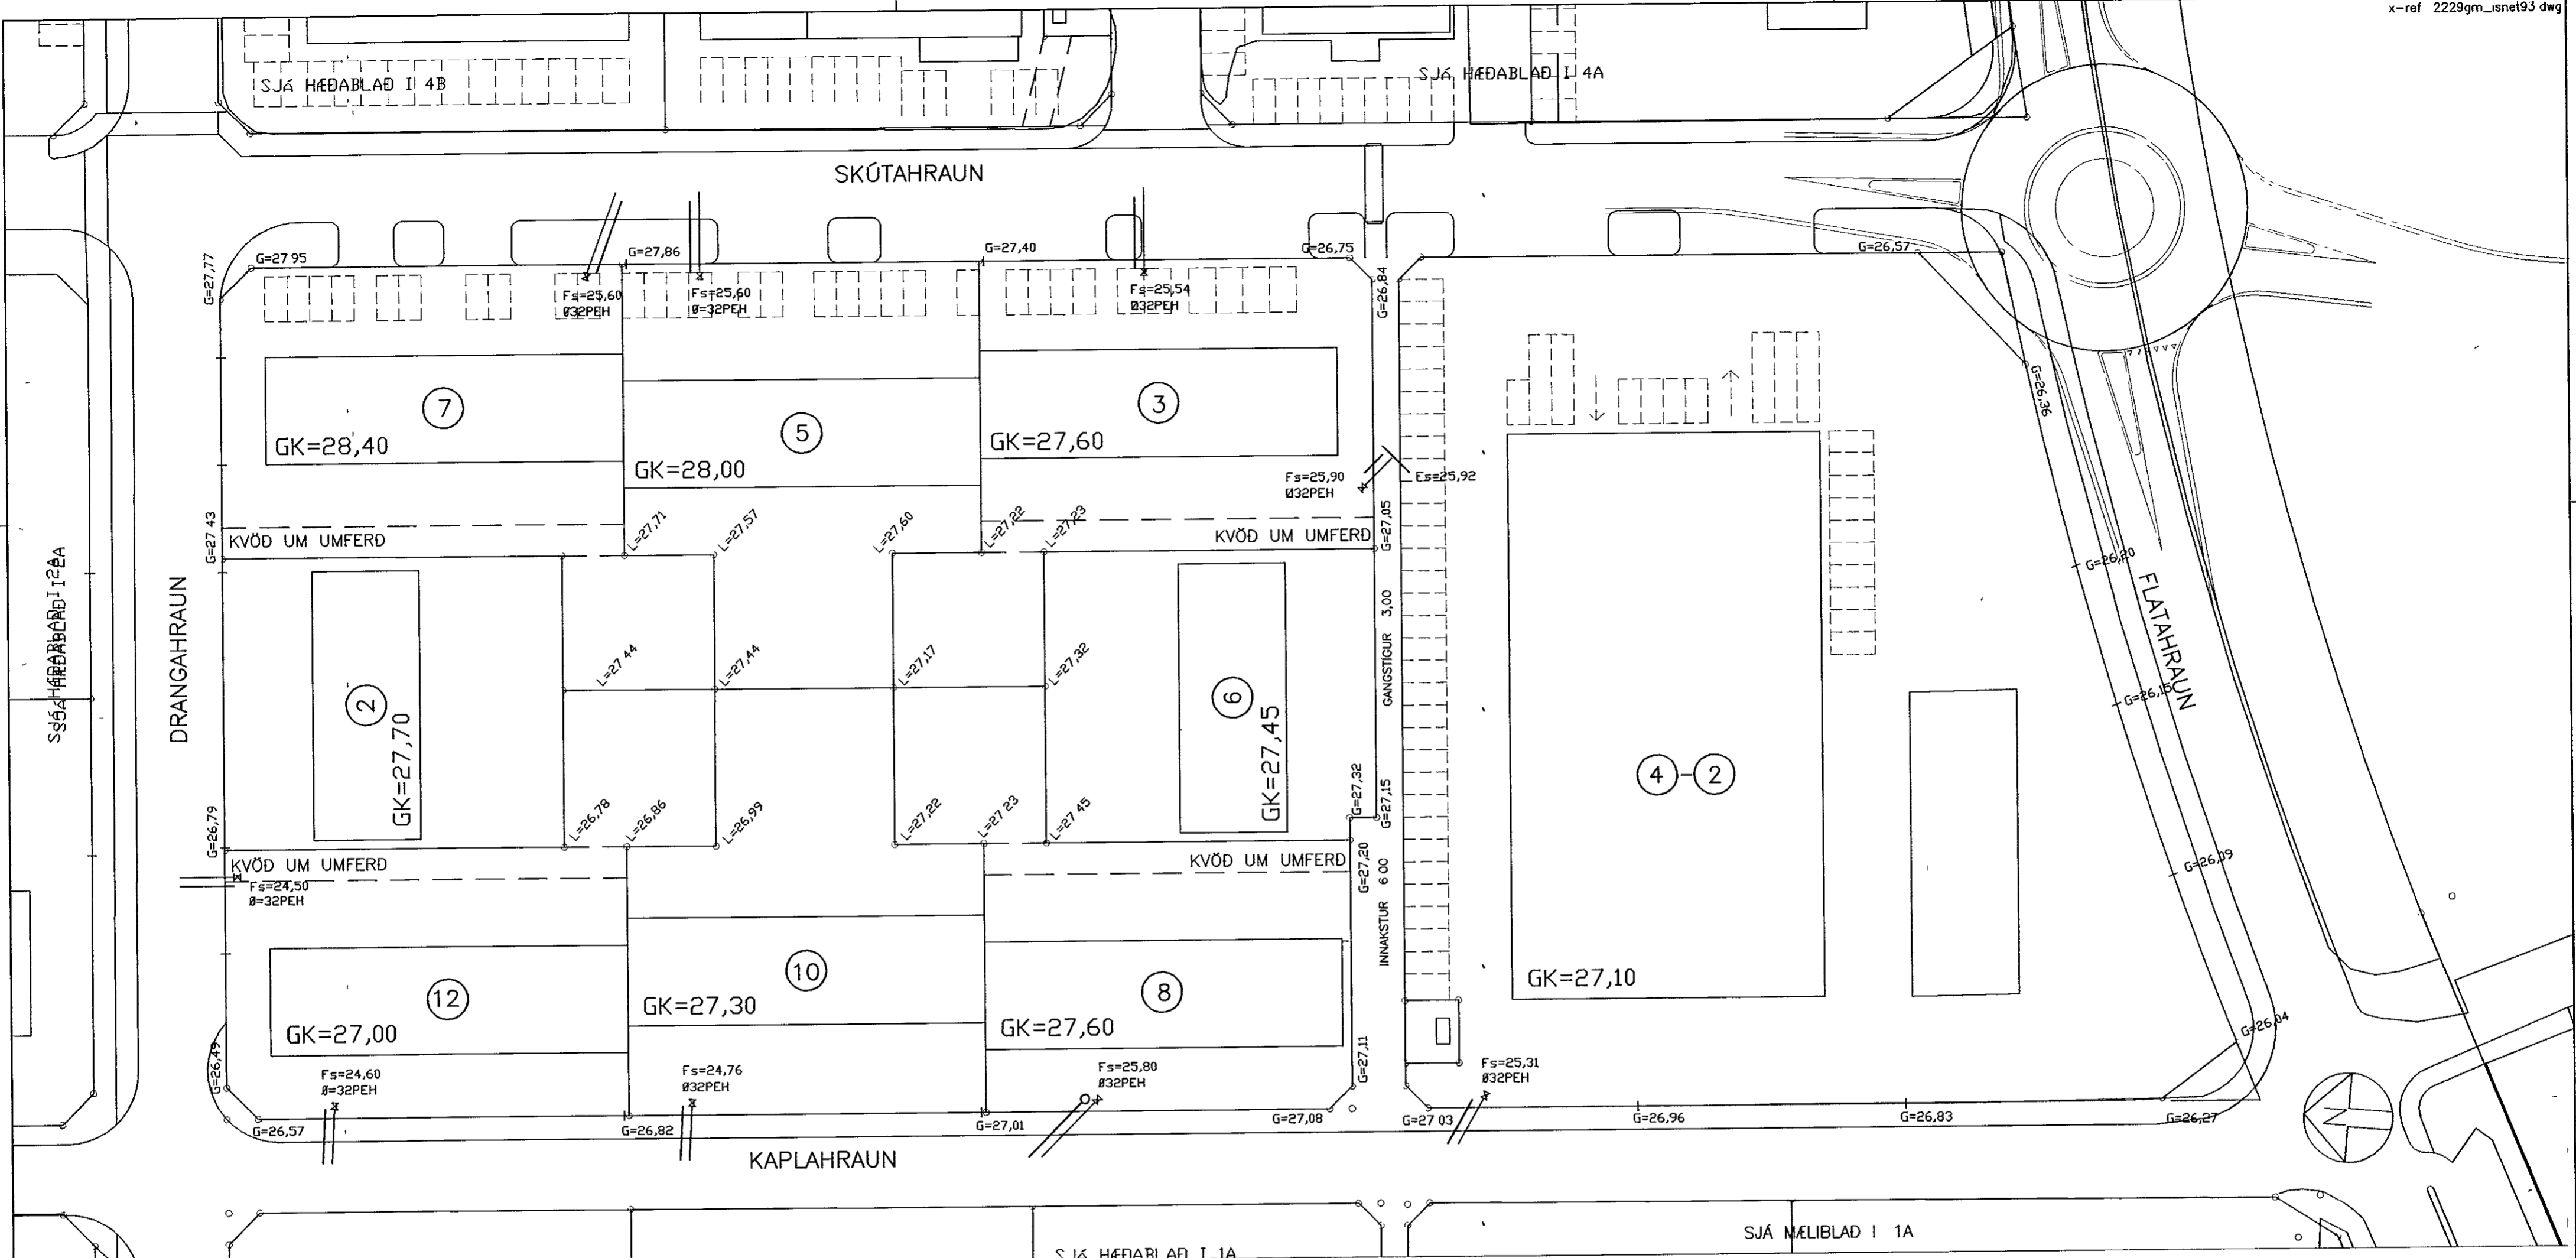 x-ref 2229gm_isnet93 dwg
SJÁ HÆÐABLAÐ I 4B
SJÁ HÆÐABLAÐ I 4A
SKÚTAHRAUN
G=27,77
G=27 95
G=27,86
G=27,40
G=26,75
G=26,84
G=26,57
Fs=25,60
Ø32PEH
Fs=25,60
Ø=32PEH
Fs=25,54
Ø32PEH
G=26,36
7
GK=28,40
5
GK=28,00
3
GK=27,60
Fs=25,90
Ø32PEH
Es=25,92
G=27 43
KVÖÐ UM UMFERÐ
L=27,71
L=27,57
L=27,60
L=27,22
L=27,23
KVÖÐ UM UMFERÐ
G=27,05
G=26,20
SJÁ HÆÐABLAÐ I 2A
DRANGAHRAUN
2
GK=27,70
L=27 44
L=27,44
L=27,17
L=27,32
6
GK=27,45
GANGSTÍGUR 3,00
FLATAHRAUN
G=26,15
4-2
G=26,79
L=26,78
L=26,86
L=26,99
L=27,22
L=27 23
L=27 45
G=27,32
G=27,15
KVÖÐ UM UMFERÐ
Fs=24,50
Ø=32PEH
KVÖÐ UM UMFERÐ
G=27,20
INNAKSTUR 6 00
G=26,09
12
GK=27,00
10
GK=27,30
8
GK=27,60
GK=27,10
G=26,04
G=26,49
Fs=24,60
Ø=32PEH
Fs=24,76
Ø32PEH
Fs=25,80
Ø32PEH
G=27,11
Fs=25,31
Ø32PEH
G=26,57
G=26,82
G=27,01
G=27,08
G=27 03
G=26,96
G=26,83
G=26,27
N
KAPLAHRAUN
SJÁ HÆÐABLAÐ I 1A
SJÁ MÆLIBLAÐ I 1A